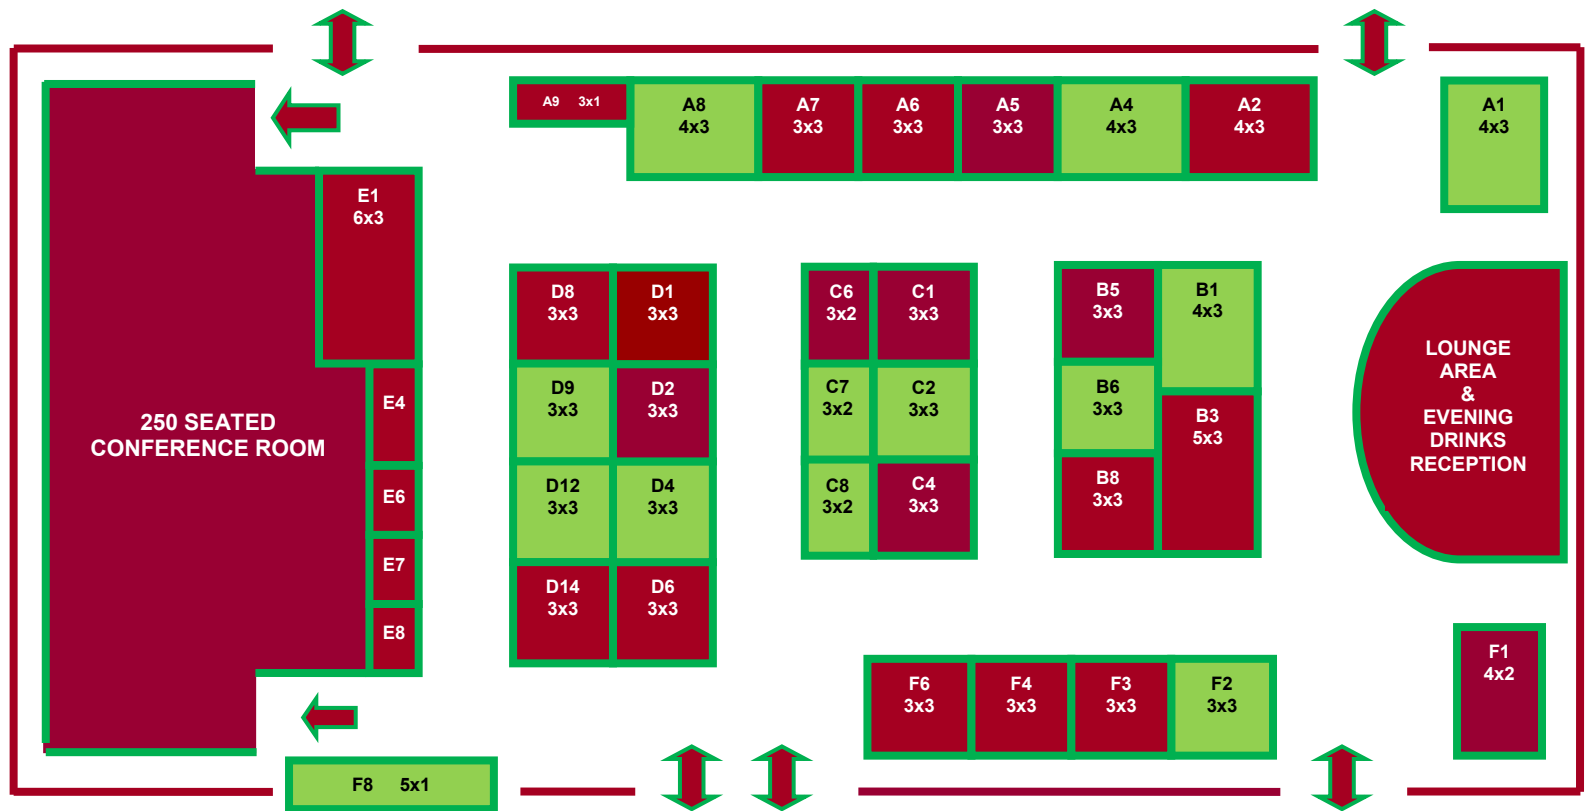 A9 3x1
A8
4x3
A7
3x3
A6
3x3
A5
3x3
A4
4x3
A2
4x3
A1
4x3
E1
6x3
E4
E6
E7
E8
250 SEATED
CONFERENCE ROOM
D8
3x3
D1
3x3
D9
3x3
D2
3x3
D12
3x3
D4
3x3
D14
3x3
D6
3x3
C6
3x2
C1
3x3
C7
3x2
C2
3x3
C8
3x2
C4
3x3
B5
3x3
B1
4x3
B6
3x3
B3
5x3
B8
3x3
LOUNGE
AREA
&
EVENING
DRINKS
RECEPTION
F6
3x3
F4
3x3
F3
3x3
F2
3x3
F1
4x2
F8 5x1